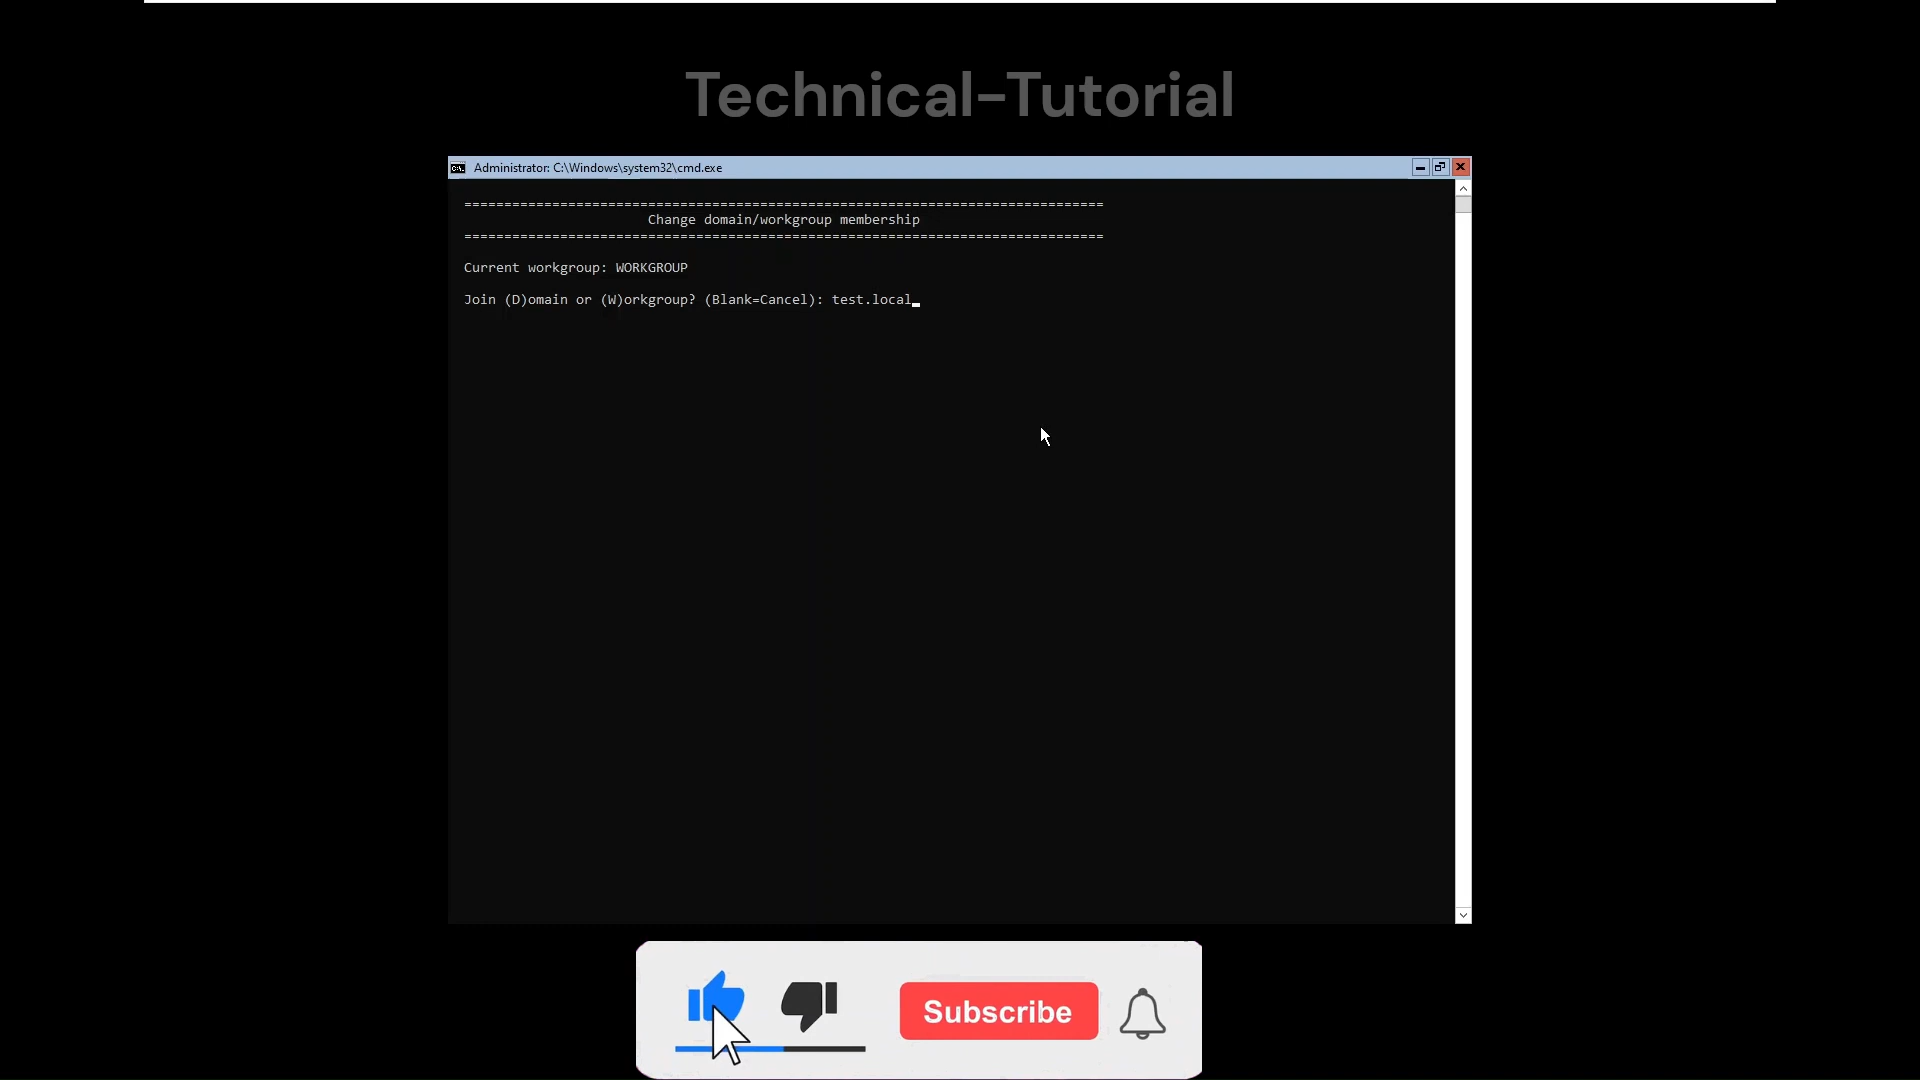 Technical-Tutorial
Administrator: C:\Windows\system32\cmd.exe
================================================================================
Change domain/workgroup membership
================================================================================
Current workgroup: WORKGROUP
Join (D)omain or (W)orkgroup? (Blank=Cancel): test.local_
Subscribe